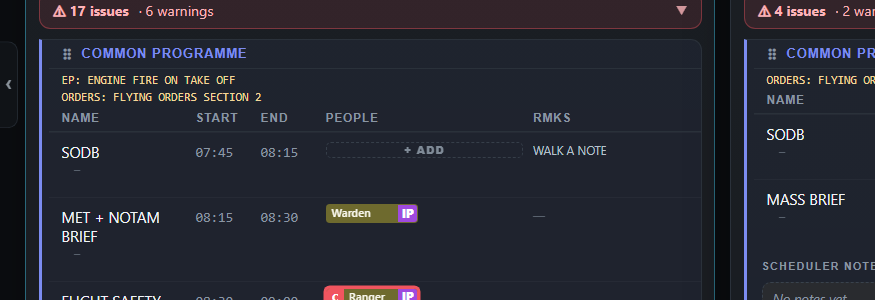 ⚠ 17 issues · 6 warnings ▼
COMMON PROGRAMME
EP: ENGINE FIRE ON TAKE OFF
ORDERS: FLYING ORDERS SECTION 2
NAME START END PEOPLE RMKS
SODB 07:45 08:15 + ADD WALK A NOTE
–
MET + NOTAM BRIEF 08:15 08:30 Warden IP —
–
C Ranger IP
⚠ 4 issues · 2 war
COMMON PR
ORDERS: FLYING OR
NAME
SODB
–
MASS BRIEF
–
SCHEDULER NOTE
No notes yet